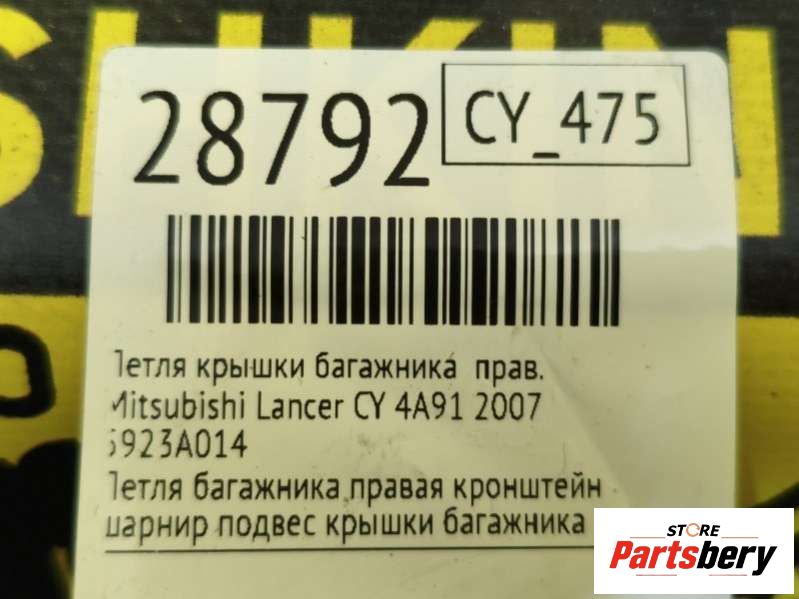 28792
CY_475
Петля крышки багажника прав.
Mitsubishi Lancer CY 4A91 2007
5923A014
Петля багажника правая кронштейн
шарнир подвес крышки багажника
STORE
Partsbery